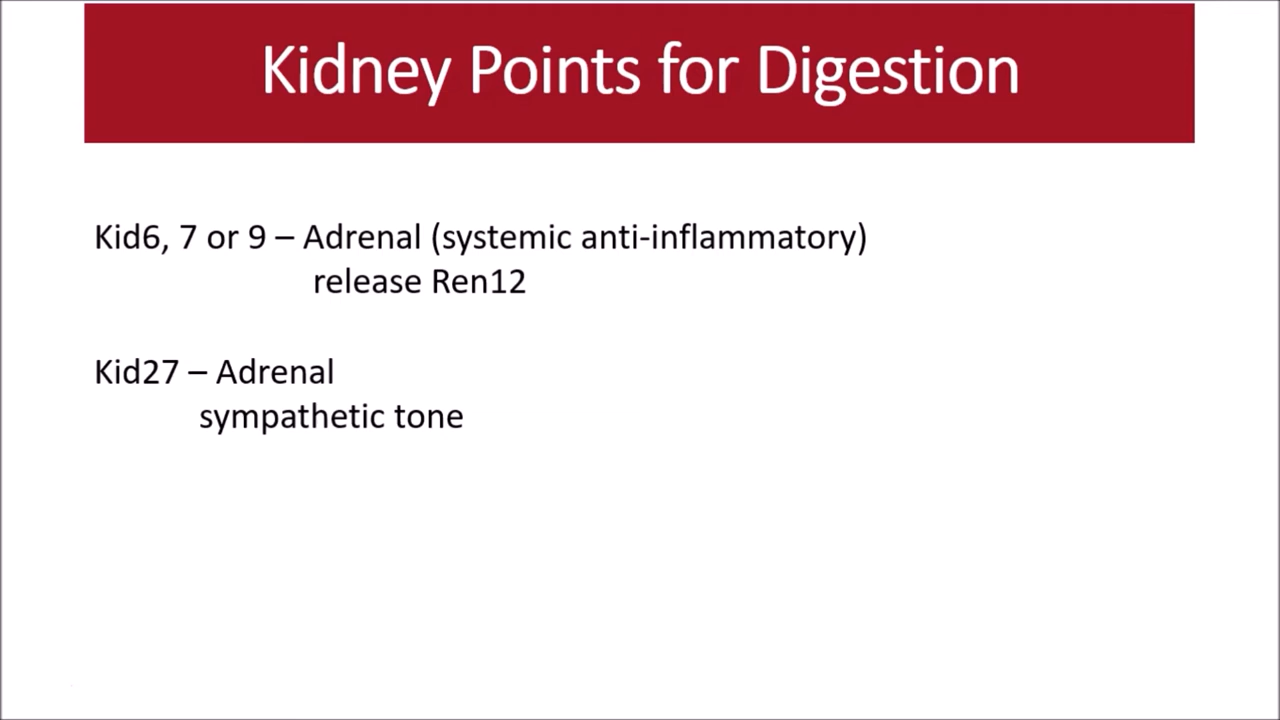 Kidney Points for Digestion
Kid6, 7 or 9 – Adrenal (systemic anti-inflammatory)
release Ren12
Kid27 – Adrenal
sympathetic tone